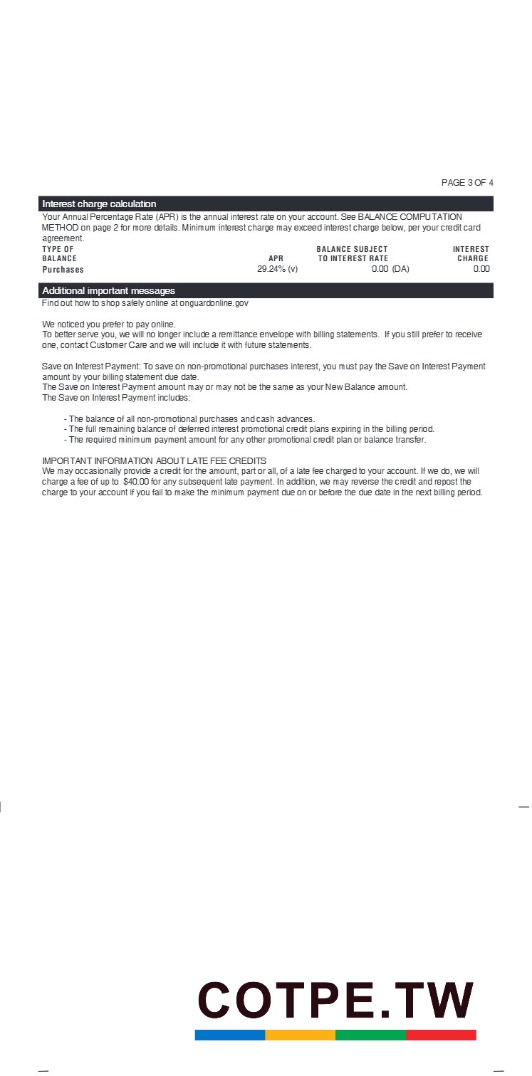 PAGE 3 OF 4
Interest charge calculation
Your Annual Percentage Rate (APR) is the annual interest rate on your account. See BALANCE COMPUTATION
METHOD on page 2 for more details. Minimum interest charge may exceed interest charge below, per your credit card
agreement.
TYPE OF BALANCE SUBJECT INTEREST
BALANCE APR TO INTEREST RATE CHARGE
Purchases 29.24% (v) 0.00 (DA) 0.00
Additional important messages
Find out how to shop safely online at onguardonline.gov
We noticed you prefer to pay online.
To better serve you, we will no longer include a remittance envelope with billing statements. If you still prefer to receive
one, contact Customer Care and we will include it with future statements.
Save on Interest Payment: To save on non-promotional purchases interest, you must pay the Save on Interest Payment
amount by your billing statement due date.
The Save on Interest Payment amount may or may not be the same as your New Balance amount.
The Save on Interest Payment includes:
- The balance of all non-promotional purchases and cash advances.
- The full remaining balance of deferred interest promotional credit plans expiring in the billing period.
- The required minimum payment amount for any other promotional credit plan or balance transfer.
IMPORTANT INFORMATION ABOUT LATE FEE CREDITS
We may occasionally provide a credit for the amount, part or all, of a late fee charged to your account. If we do, we will
charge a fee of up to $40.00 for any subsequent late payment. In addition, we may reverse the credit and repost the
charge to your account if you fail to make the minimum payment due on or before the due date in the next billing period.
COTPE.TW